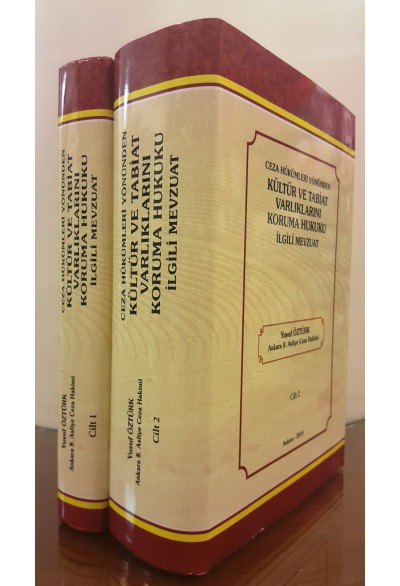 CEZA HÜKÜMLERİ YÖNÜNDEN
KÜLTÜR VE TABİAT
VARLIKLARINI
KORUMA HUKUKU
İLGİLİ MEVZUAT
Yusuf ÖZTÜRK
Ankara 8. Asliye Ceza Hakimi
Cilt 1
CEZA HÜKÜMLERİ YÖNÜNDEN
KÜLTÜR VE TABİAT
VARLIKLARINI
KORUMA HUKUKU
İLGİLİ MEVZUAT
Yusuf ÖZTÜRK
Ankara 8. Asliye Ceza Hakimi
Cilt 2
CEZA HÜKÜMLERİ YÖNÜNDEN
KÜLTÜR VE TABİAT
VARLIKLARINI
KORUMA HUKUKU
İLGİLİ MEVZUAT
Yusuf ÖZTÜRK
Ankara 8. Asliye Ceza Hakimi
Cilt 2
Ankara